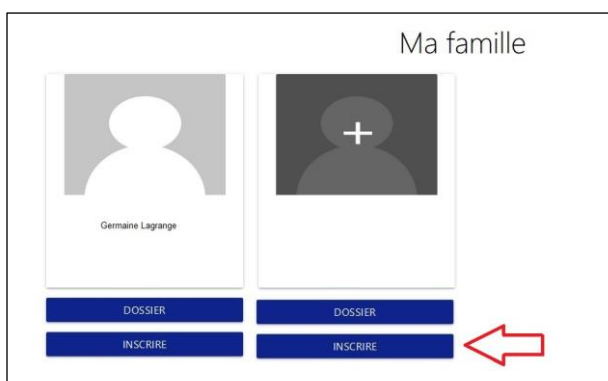 Ma famille
Germaine Lagrange
DOSSIER
DOSSIER
INSCRIRE
INSCRIRE